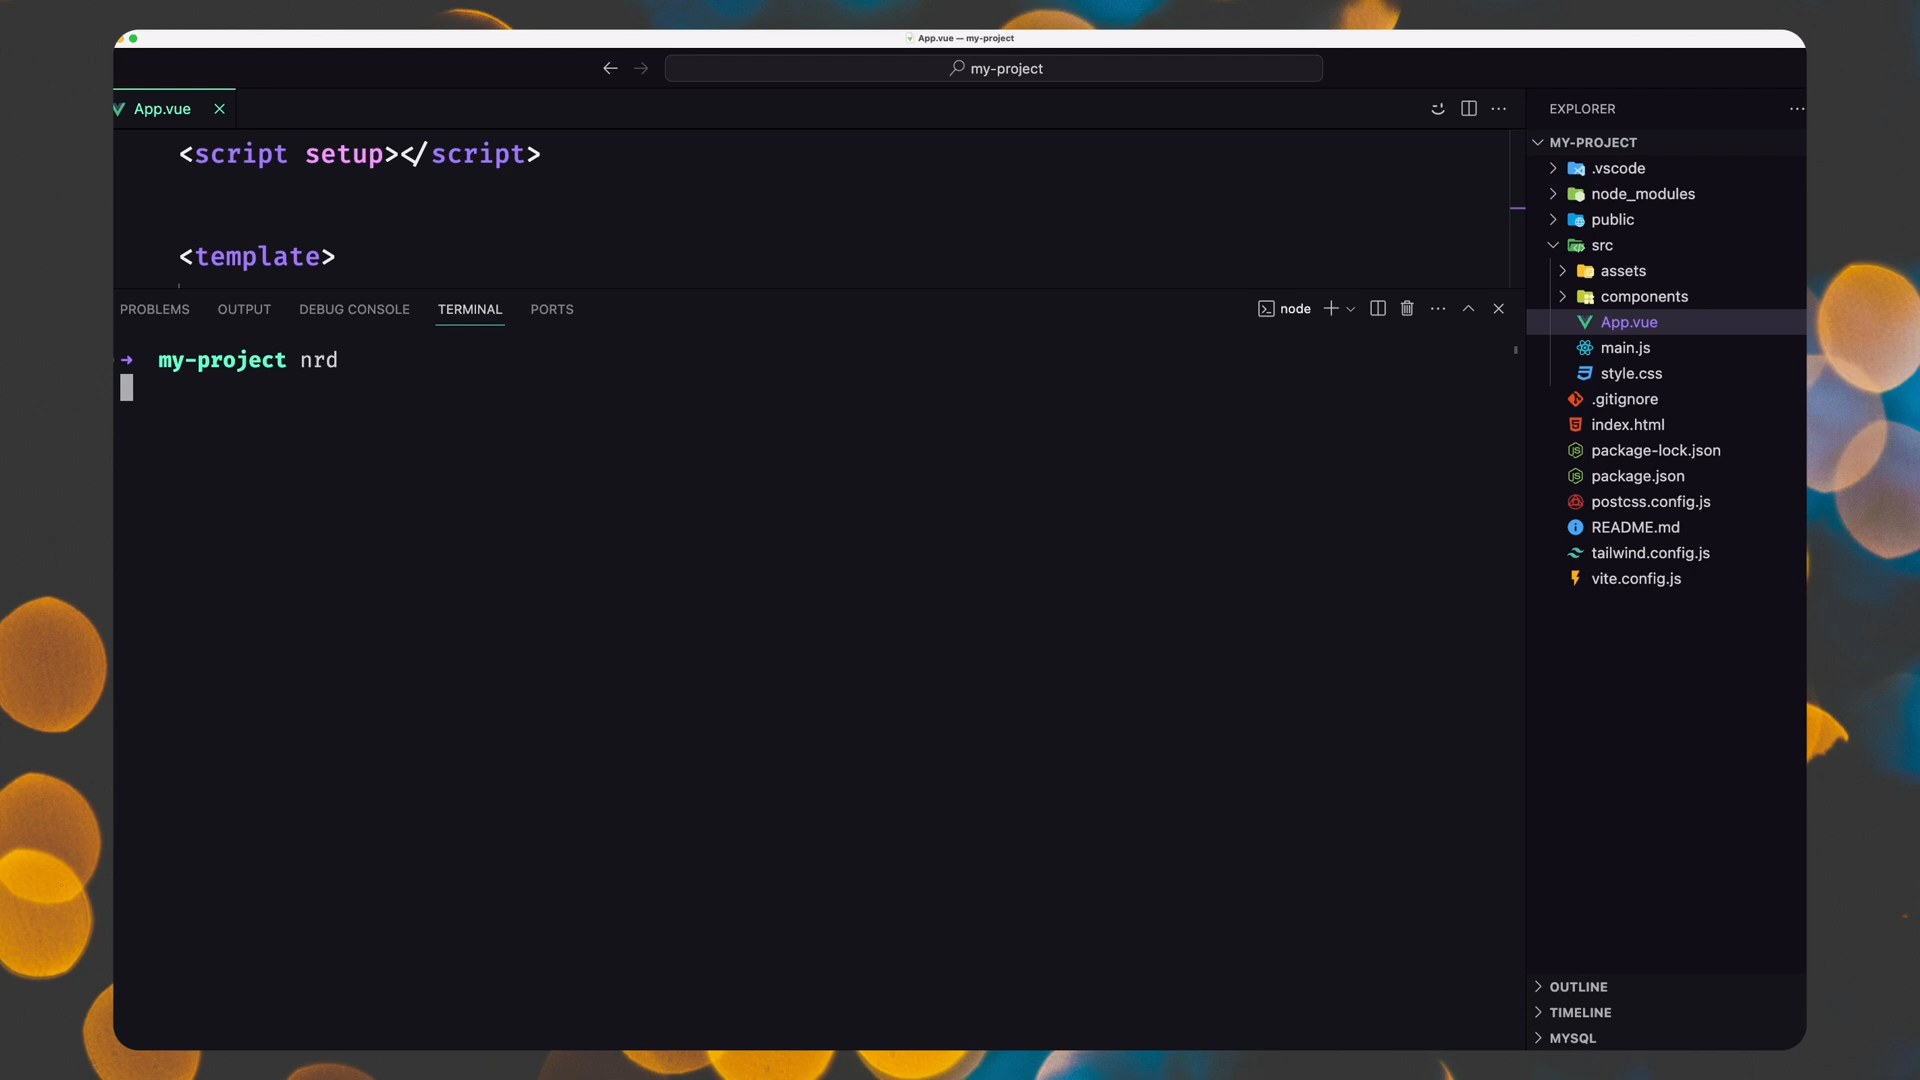 App.vue — my-project
my-project
App.vue
<script setup></script>
<template>
PROBLEMS OUTPUT DEBUG CONSOLE TERMINAL PORTS
node
➜ my-project nrd
EXPLORER
MY-PROJECT
.vscode
node_modules
public
src
assets
components
App.vue
main.js
style.css
.gitignore
index.html
package-lock.json
package.json
postcss.config.js
README.md
tailwind.config.js
vite.config.js
OUTLINE
TIMELINE
MYSQL